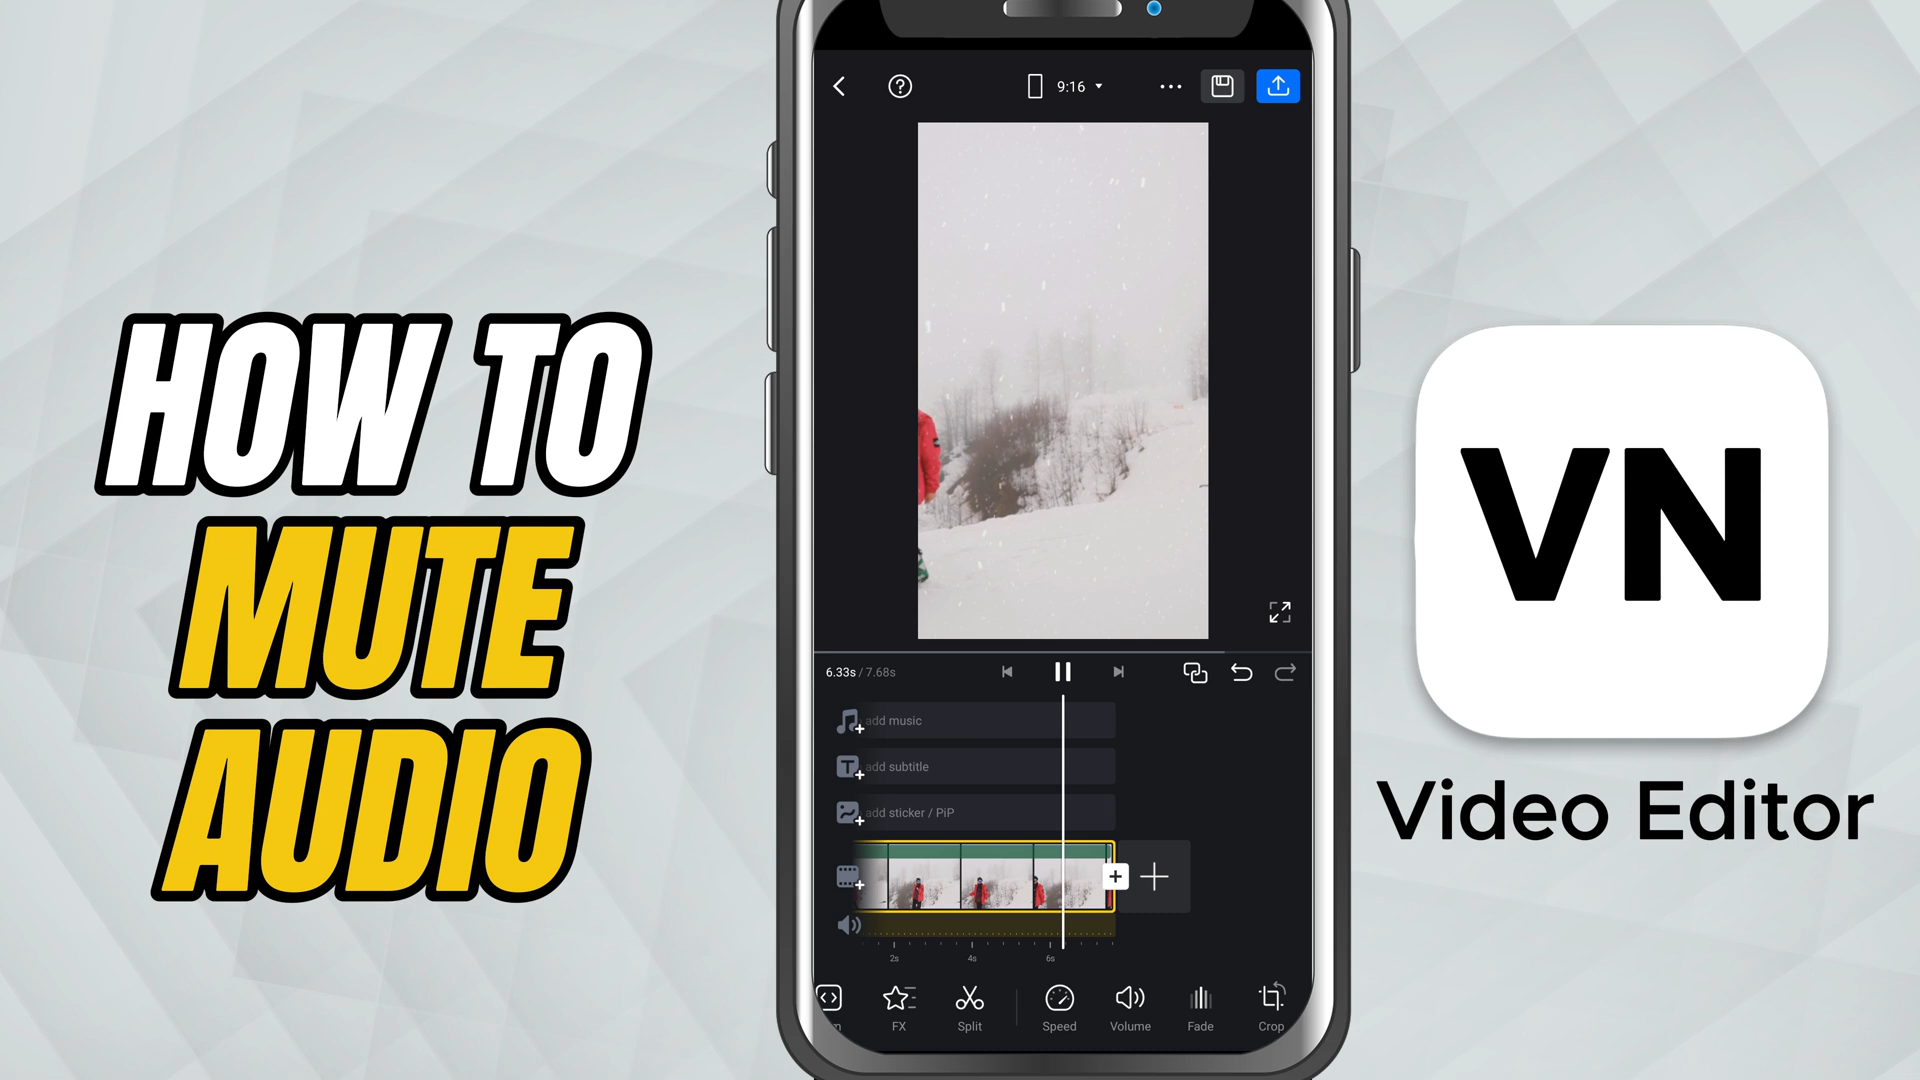 HOW TO
MUTE
AUDIO
9:16
6.33s / 7.68s
add music
add subtitle
add sticker / PiP
2s
4s
6s
FX
Split
Speed
Volume
Fade
Crop
VN
Video Editor